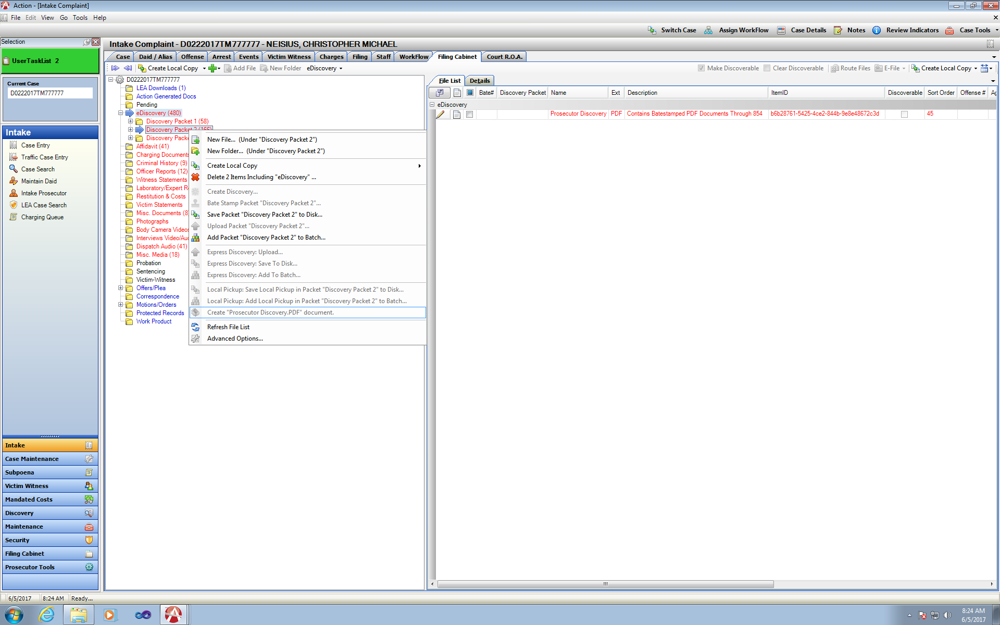 Action - [Intake Complaint]
File Edit View Go Tools Help
Switch Case Assign WorkFlow Case Details Notes Review Indicators Case Tools
Selection
UserTaskList 2
Current Case
D0222017TM777777
Intake
Case Entry
Traffic Case Entry
Case Search
Maintain Daid
Intake Prosecutor
LEA Case Search
Charging Queue
Intake
Case Maintenance
Subpoena
Victim Witness
Mandated Costs
Discovery
Maintenance
Security
Filing Cabinet
Prosecutor Tools
Intake Complaint - D0222017TM777777 - NEISIUS, CHRISTOPHER MICHAEL
Case Daid / Alias Offense Arrest Events Victim Witness Charges Filing Staff WorkFlow Filing Cabinet Court R.O.A.
Create Local Copy Add File New Folder eDiscovery Make Discoverable Clear Discoverable Route Files E-File Create Local Copy
D0222017TM777777
LEA Downloads (1)
Action Generated Docs
Pending
eDiscovery (480)
Discovery Packet 1 (58)
Discovery Packet 2 (166)
Discovery Packe
Affidavit (41)
Charging Documents
Criminal History (9)
Officer Reports (12)
Witness Statements
Laboratory/Expert R
Restitution & Costs
Victim Statements
Misc. Documents (8
Photographs
Body Camera Videos
Interviews Video/Aud
Dispatch Audio (41)
Misc. Media (18)
Probation
Sentencing
Victim-Witness
Offers/Plea
Correspondence
Motions/Orders
Protected Records
Work Product
New File... (Under "Discovery Packet 2")
New Folder... (Under "Discovery Packet 2")
Create Local Copy
Delete 2 Items Including "eDiscovery" ...
Create Discovery...
Bate Stamp Packet "Discovery Packet 2"...
Save Packet "Discovery Packet 2" to Disk...
Upload Packet "Discovery Packet 2"...
Add Packet "Discovery Packet 2" to Batch...
Express Discovery: Upload...
Express Discovery: Save To Disk...
Express Discovery: Add To Batch...
Local Pickup: Save Local Pickup in Packet "Discovery Packet 2" to Disk...
Local Pickup: Add Local Pickup in Packet "Discovery Packet 2" to Batch...
Create "Prosecutor Discovery.PDF" document.
Refresh File List
Advanced Options...
File List Details
Bate# Discovery Packet Name Ext Description ItemID Discoverable Sort Order Offense # Ag
eDiscovery
Prosecutor Discovery PDF Contains Batestamped PDF Documents Through 854 b6b28761-5425-4ce2-844b-9e8e48672c3d 45
6/5/2017 8:24 AM Ready...
8:24 AM
6/5/2017